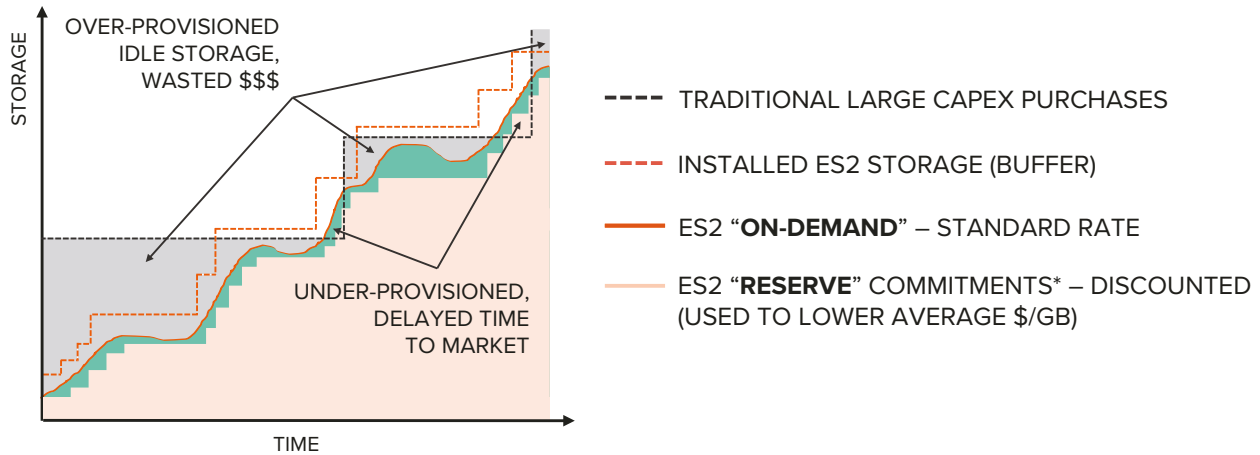 OVER-PROVISIONED
IDLE STORAGE,
WASTED $$$
STORAGE
UNDER-PROVISIONED,
DELAYED TIME
TO MARKET
TIME
TRADITIONAL LARGE CAPEX PURCHASES
INSTALLED ES2 STORAGE (BUFFER)
ES2 “ON-DEMAND” – STANDARD RATE
ES2 “RESERVE” COMMITMENTS* – DISCOUNTED
(USED TO LOWER AVERAGE $/GB)